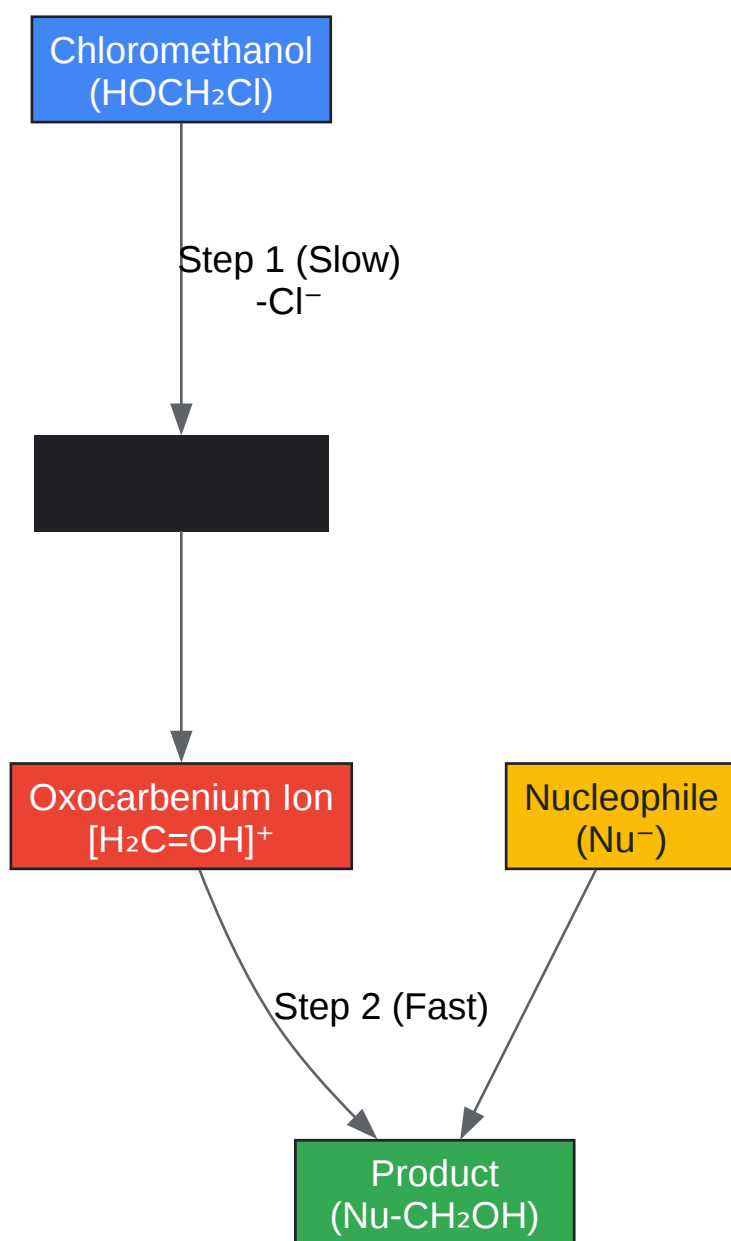 Chloromethanol
(HOCH₂Cl)
Step 1 (Slow)
-Cl⁻
Oxocarbenium Ion
[H₂C=OH]⁺
Nucleophile
(Nu⁻)
Step 2 (Fast)
Product
(Nu-CH₂OH)